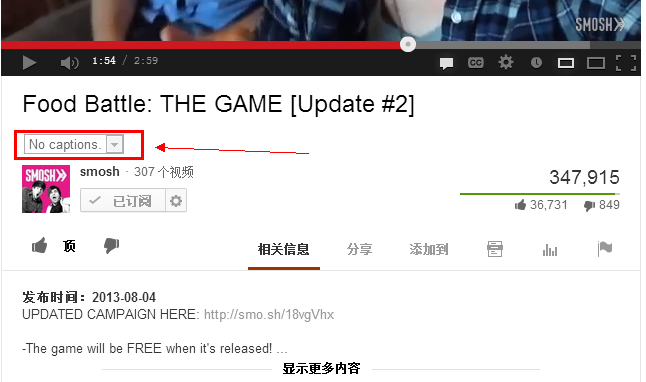 SMOSH
1:54 / 2:59
CC
Food Battle: THE GAME [Update #2]
No captions.
SMOSH
smosh · 307 个视频
已订阅
347,915
36,731 849
顶
相关信息 分享 添加到
发布时间：2013-08-04
UPDATED CAMPAIGN HERE: http://smo.sh/18vgVhx
-The game will be FREE when it's released! ...
显示更多内容